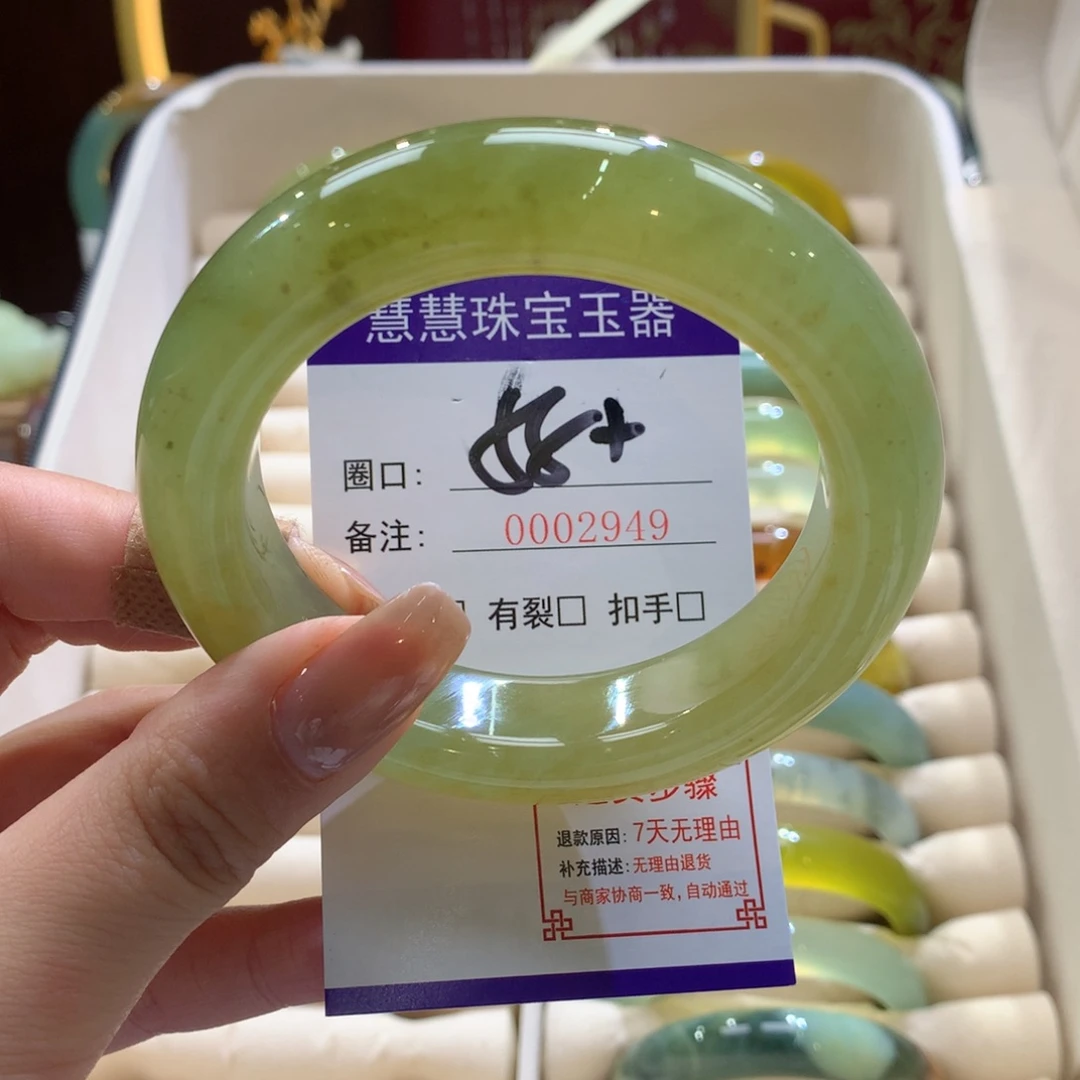 慧慧珠宝玉器
圈口:
备注: 0002949
有裂□ 扣手□
步骤
退款原因: 7天无理由
补充描述: 无理由退货
与商家协商一致, 自动通过